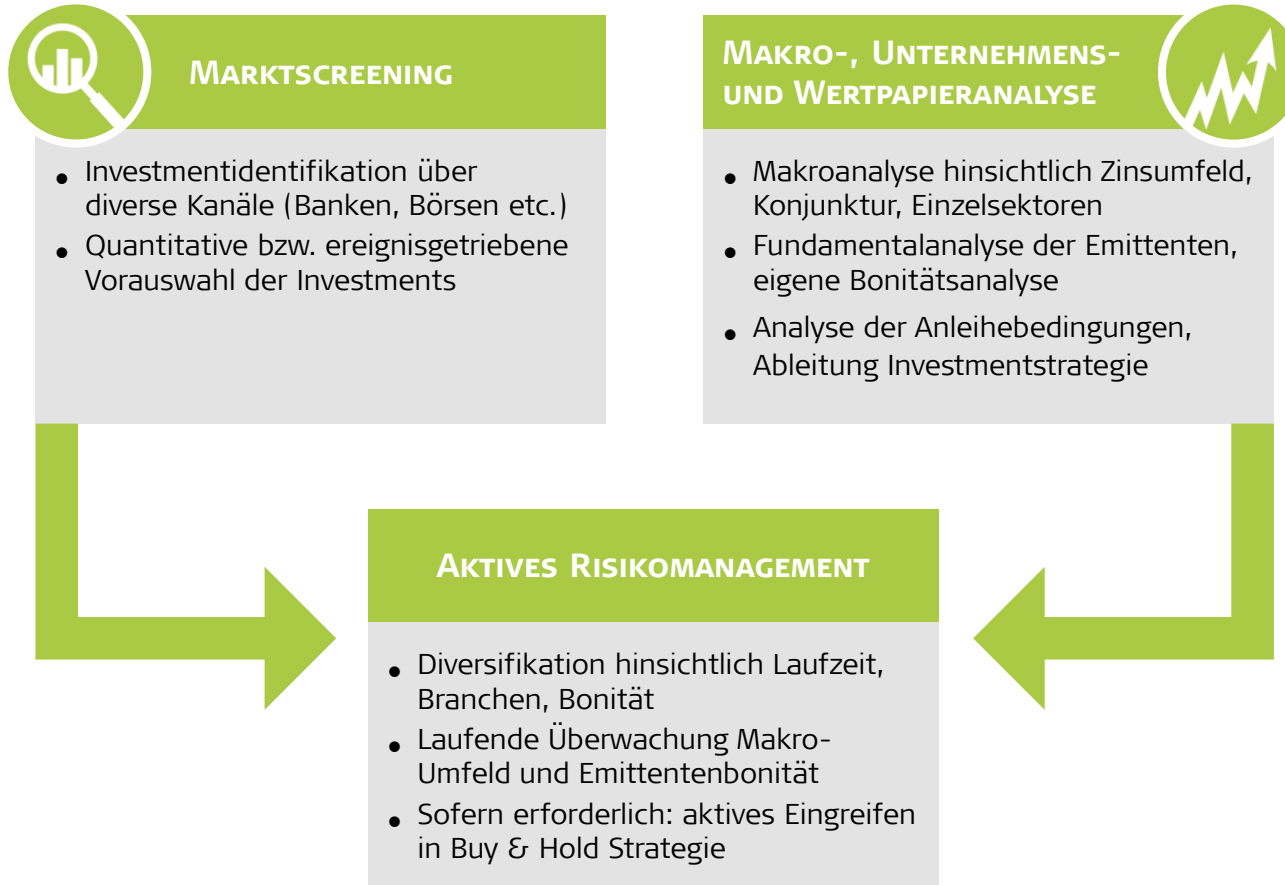 MARKTSCREENING
• Investmentidentifikation über
diverse Kanäle (Banken, Börsen etc.)
• Quantitative bzw. ereignisgetriebene
Vorauswahl der Investments
MAKRO-, UNTERNEHMENS-
UND WERTPAPIERANALYSE
• Makroanalyse hinsichtlich Zinsumfeld,
Konjunktur, Einzelsektoren
• Fundamentalanalyse der Emittenten,
eigene Bonitätsanalyse
• Analyse der Anleihebedingungen,
Ableitung Investmentstrategie
AKTIVES RISIKOMANAGEMENT
• Diversifikation hinsichtlich Laufzeit,
Branchen, Bonität
• Laufende Überwachung Makro-
Umfeld und Emittentenbonität
• Sofern erforderlich: aktives Eingreifen
in Buy & Hold Strategie